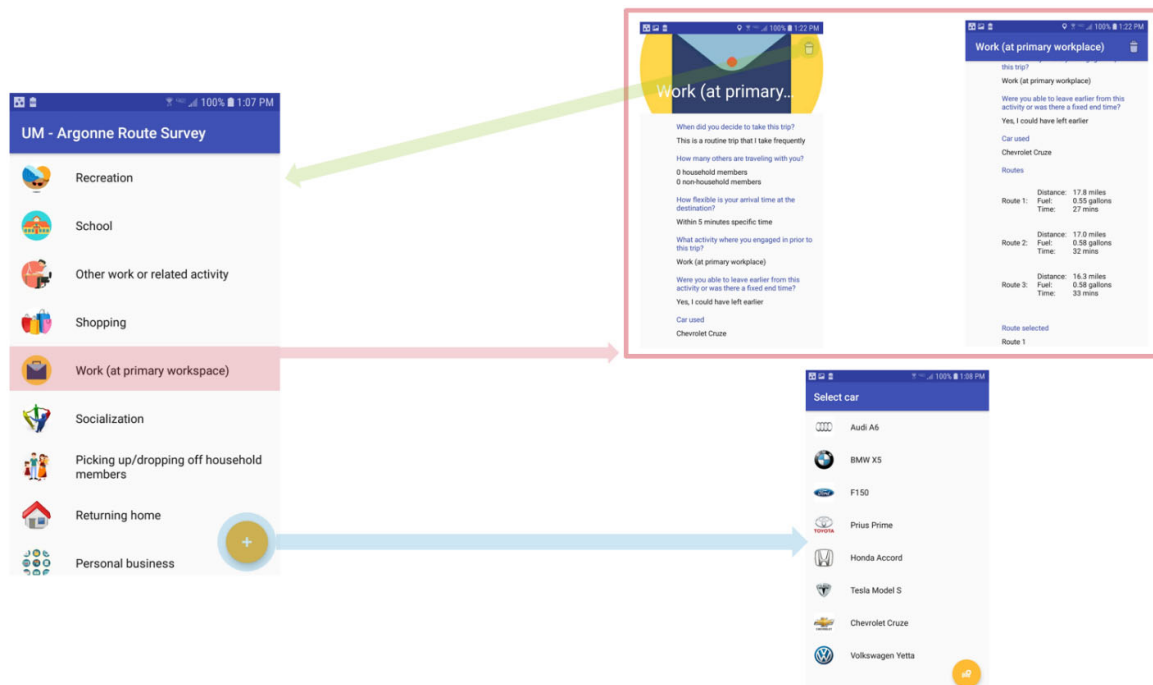 100% 1:07 PM
UM - Argonne Route Survey
Recreation
School
Other work or related activity
Shopping
Work (at primary workspace)
Socialization
Picking up/dropping off household
members
Returning home
+
Personal business
100% 1:22 PM
Work (at primary...
When did you decide to take this trip?
This is a routine trip that I take frequently
How many others are traveling with you?
0 household members
0 non-household members
How flexible is your arrival time at the
destination?
Within 5 minutes specific time
What activity where you engaged in prior to
this trip?
Work (at primary workplace)
Were you able to leave earlier from this
activity or was there a fixed end time?
Yes, I could have left earlier
Car used
Chevrolet Cruze
100% 1:22 PM
Work (at primary workplace)
this trip?
Work (at primary workplace)
Were you able to leave earlier from this
activity or was there a fixed end time?
Yes, I could have left earlier
Car used
Chevrolet Cruze
Routes
Distance: 17.8 miles
Route 1: Fuel: 0.55 gallons
Time: 27 mins
Distance: 17.0 miles
Route 2: Fuel: 0.58 gallons
Time: 32 mins
Distance: 16.3 miles
Route 3: Fuel: 0.58 gallons
Time: 33 mins
Route selected
Route 1
100% 1:08 PM
Select car
Audi A6
BMW X5
Ford
F150
Prius Prime
TOYOTA
Honda Accord
Tesla Model S
Chevrolet Cruze
Volkswagen Yetta